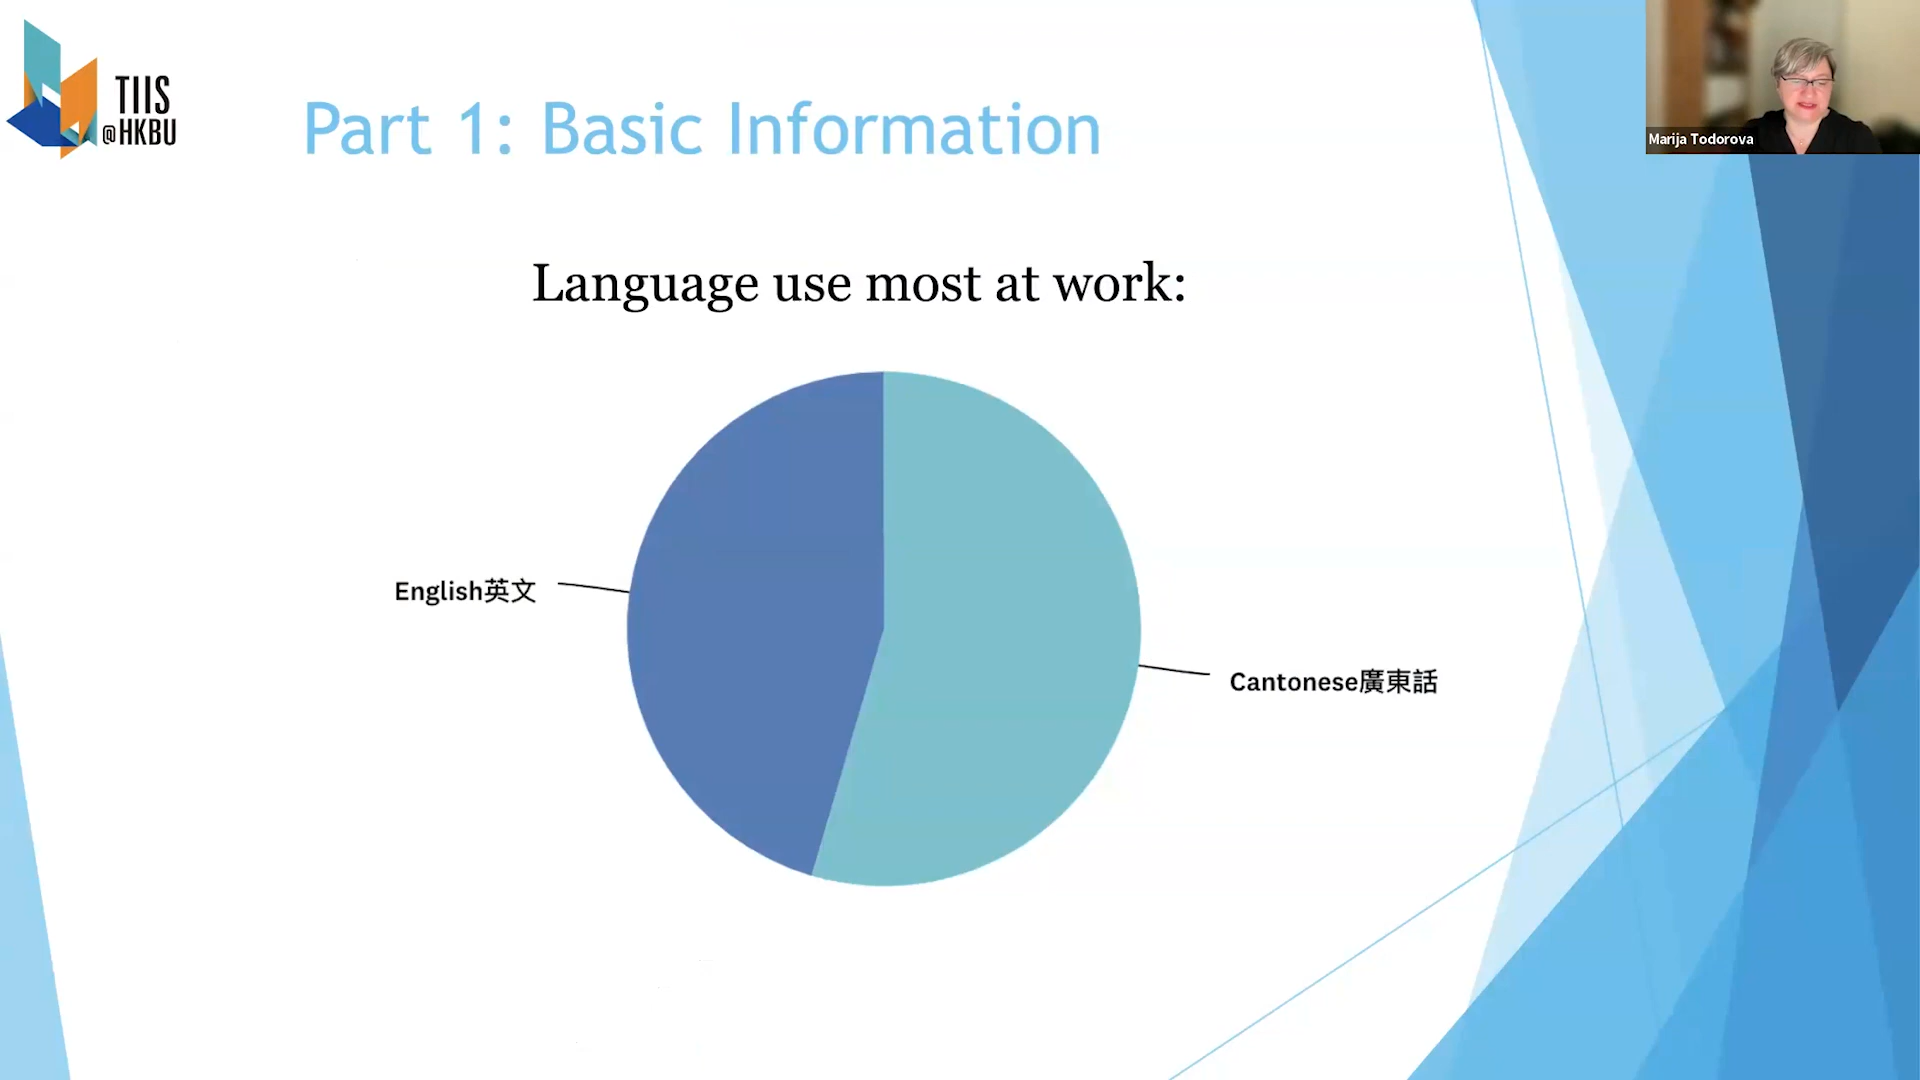 TIIS
@HKBU
Part 1: Basic Information
Marija Todorova
Language use most at work:
English英文
Cantonese廣東話